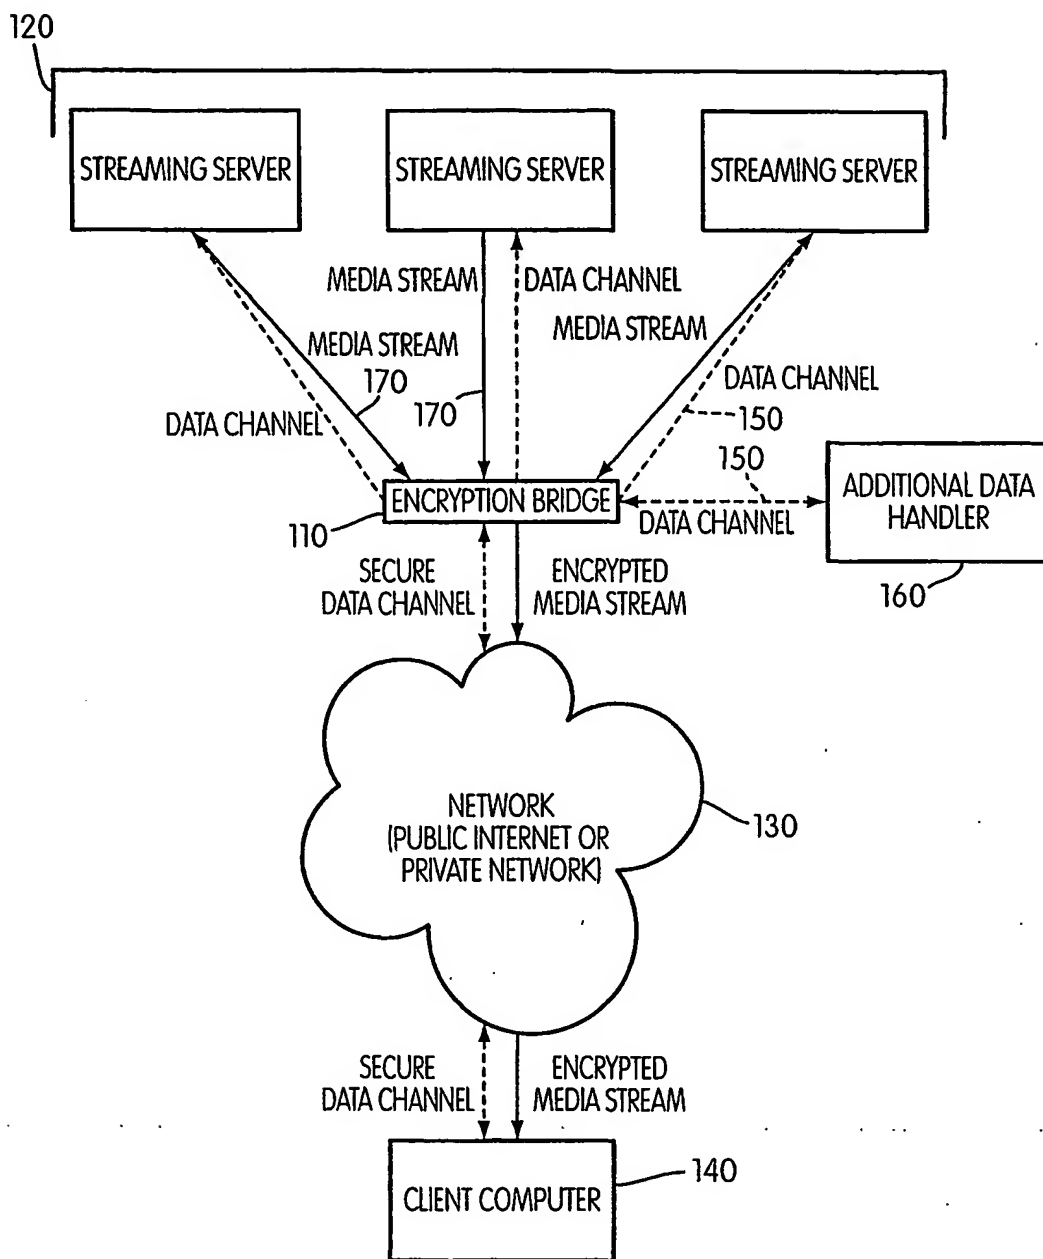 120
STREAMING SERVER
STREAMING SERVER
STREAMING SERVER
MEDIA STREAM
DATA CHANNEL
MEDIA STREAM
MEDIA STREAM
170
170
DATA CHANNEL
DATA CHANNEL
150
150
ENCRYPTION BRIDGE
110
DATA CHANNEL
ADDITIONAL DATA
HANDLER
160
SECURE
DATA CHANNEL
ENCRYPTED
MEDIA STREAM
NETWORK
(PUBLIC INTERNET OR
PRIVATE NETWORK)
130
SECURE
DATA CHANNEL
ENCRYPTED
MEDIA STREAM
CLIENT COMPUTER
140